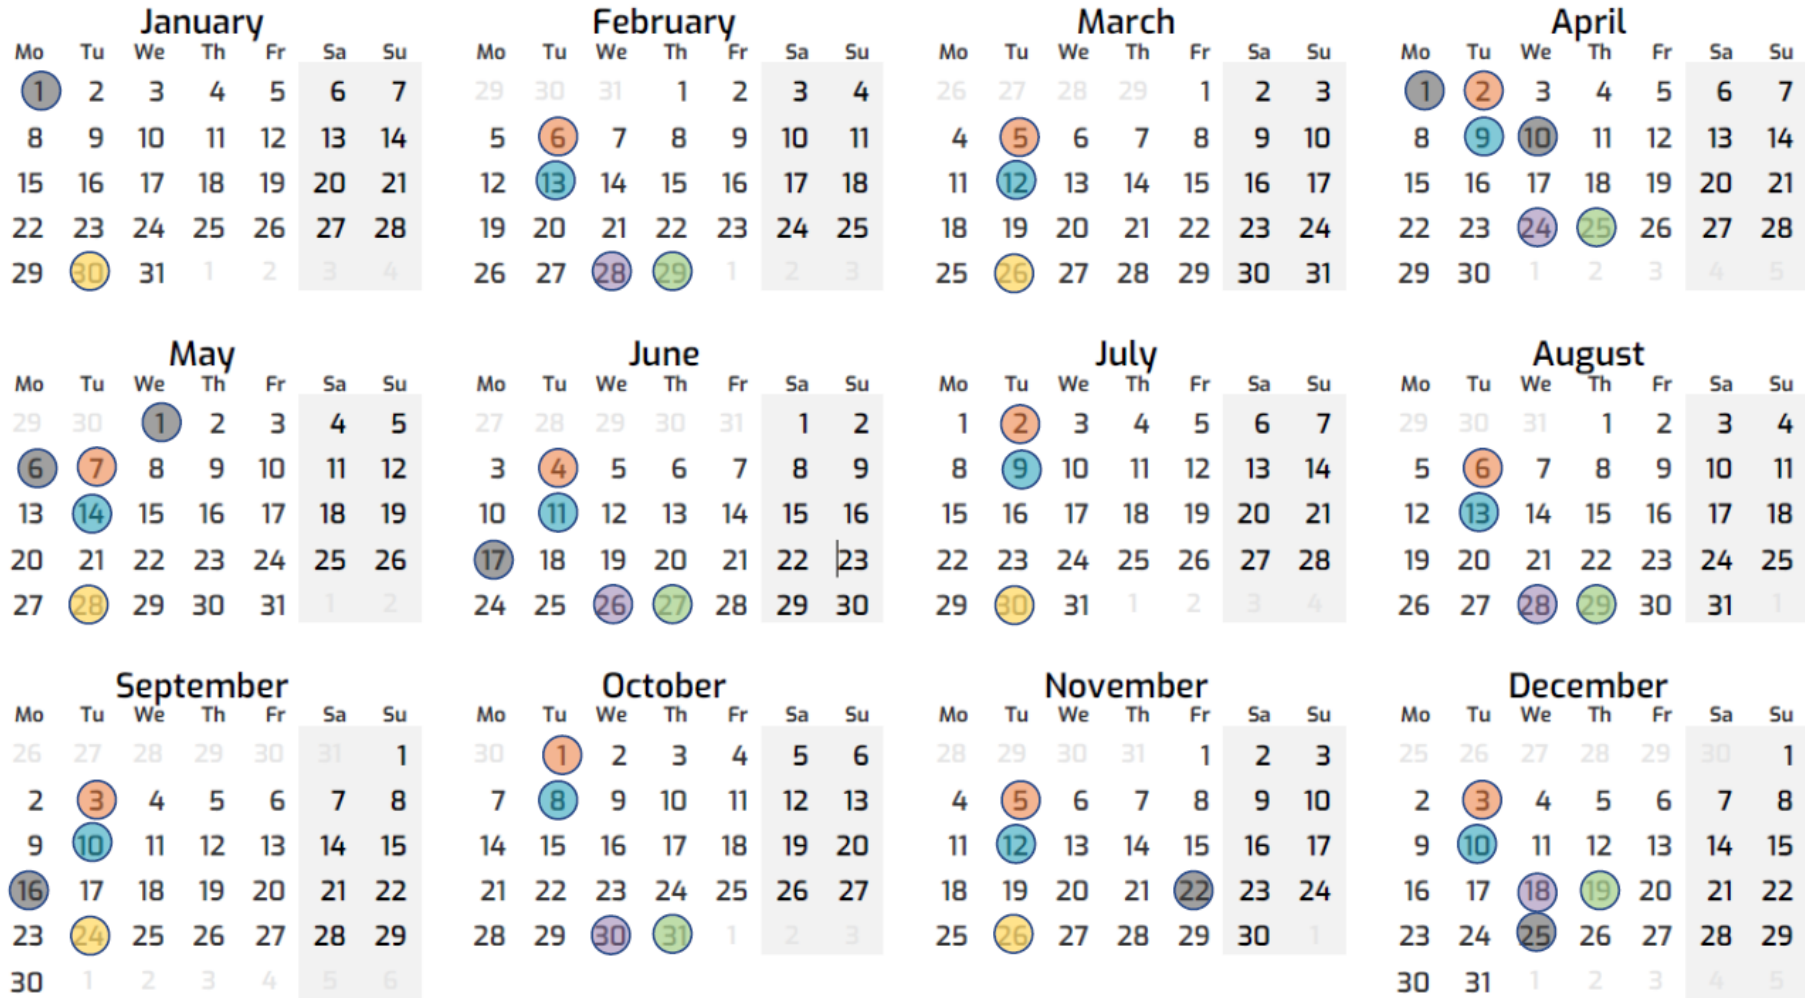 January February March April
Mo Tu We Th Fr Sa Su Mo Tu We Th Fr Sa Su Mo Tu We Th Fr Sa Su Mo Tu We Th Fr Sa Su
1 2 3 4 5 6 7 29 30 31 1 2 3 4 26 27 28 29 1 2 3 1 2 3 4 5 6 7
8 9 10 11 12 13 14 5 6 7 8 9 10 11 4 5 6 7 8 9 10 8 9 10 11 12 13 14
15 16 17 18 19 20 21 12 13 14 15 16 17 18 11 12 13 14 15 16 17 15 16 17 18 19 20 21
22 23 24 25 26 27 28 19 20 21 22 23 24 25 18 19 20 21 22 23 24 22 23 24 25 26 27 28
29 30 31 1 2 3 4 26 27 28 29 1 2 3 25 26 27 28 29 30 31 29 30 1 2 3 4 5
May June July August
Mo Tu We Th Fr Sa Su Mo Tu We Th Fr Sa Su Mo Tu We Th Fr Sa Su Mo Tu We Th Fr Sa Su
29 30 1 2 3 4 5 27 28 29 30 31 1 2 1 2 3 4 5 6 7 29 30 31 1 2 3 4
6 7 8 9 10 11 12 3 4 5 6 7 8 9 8 9 10 11 12 13 14 5 6 7 8 9 10 11
13 14 15 16 17 18 19 10 11 12 13 14 15 16 15 16 17 18 19 20 21 12 13 14 15 16 17 18
20 21 22 23 24 25 26 17 18 19 20 21 22 23 22 23 24 25 26 27 28 19 20 21 22 23 24 25
27 28 29 30 31 1 2 24 25 26 27 28 29 30 29 30 31 1 2 3 4 26 27 28 29 30 31 1
September October November December
Mo Tu We Th Fr Sa Su Mo Tu We Th Fr Sa Su Mo Tu We Th Fr Sa Su Mo Tu We Th Fr Sa Su
26 27 28 29 30 31 1 30 1 2 3 4 5 6 28 29 30 31 1 2 3 25 26 27 28 29 30 1
2 3 4 5 6 7 8 7 8 9 10 11 12 13 4 5 6 7 8 9 10 2 3 4 5 6 7 8
9 10 11 12 13 14 15 14 15 16 17 18 19 20 11 12 13 14 15 16 17 9 10 11 12 13 14 15
16 17 18 19 20 21 22 21 22 23 24 25 26 27 18 19 20 21 22 23 24 16 17 18 19 20 21 22
23 24 25 26 27 28 29 28 29 30 31 1 2 3 25 26 27 28 29 30 1 23 24 25 26 27 28 29
30 1 2 3 4 5 6 30 31 1 2 3 4 5